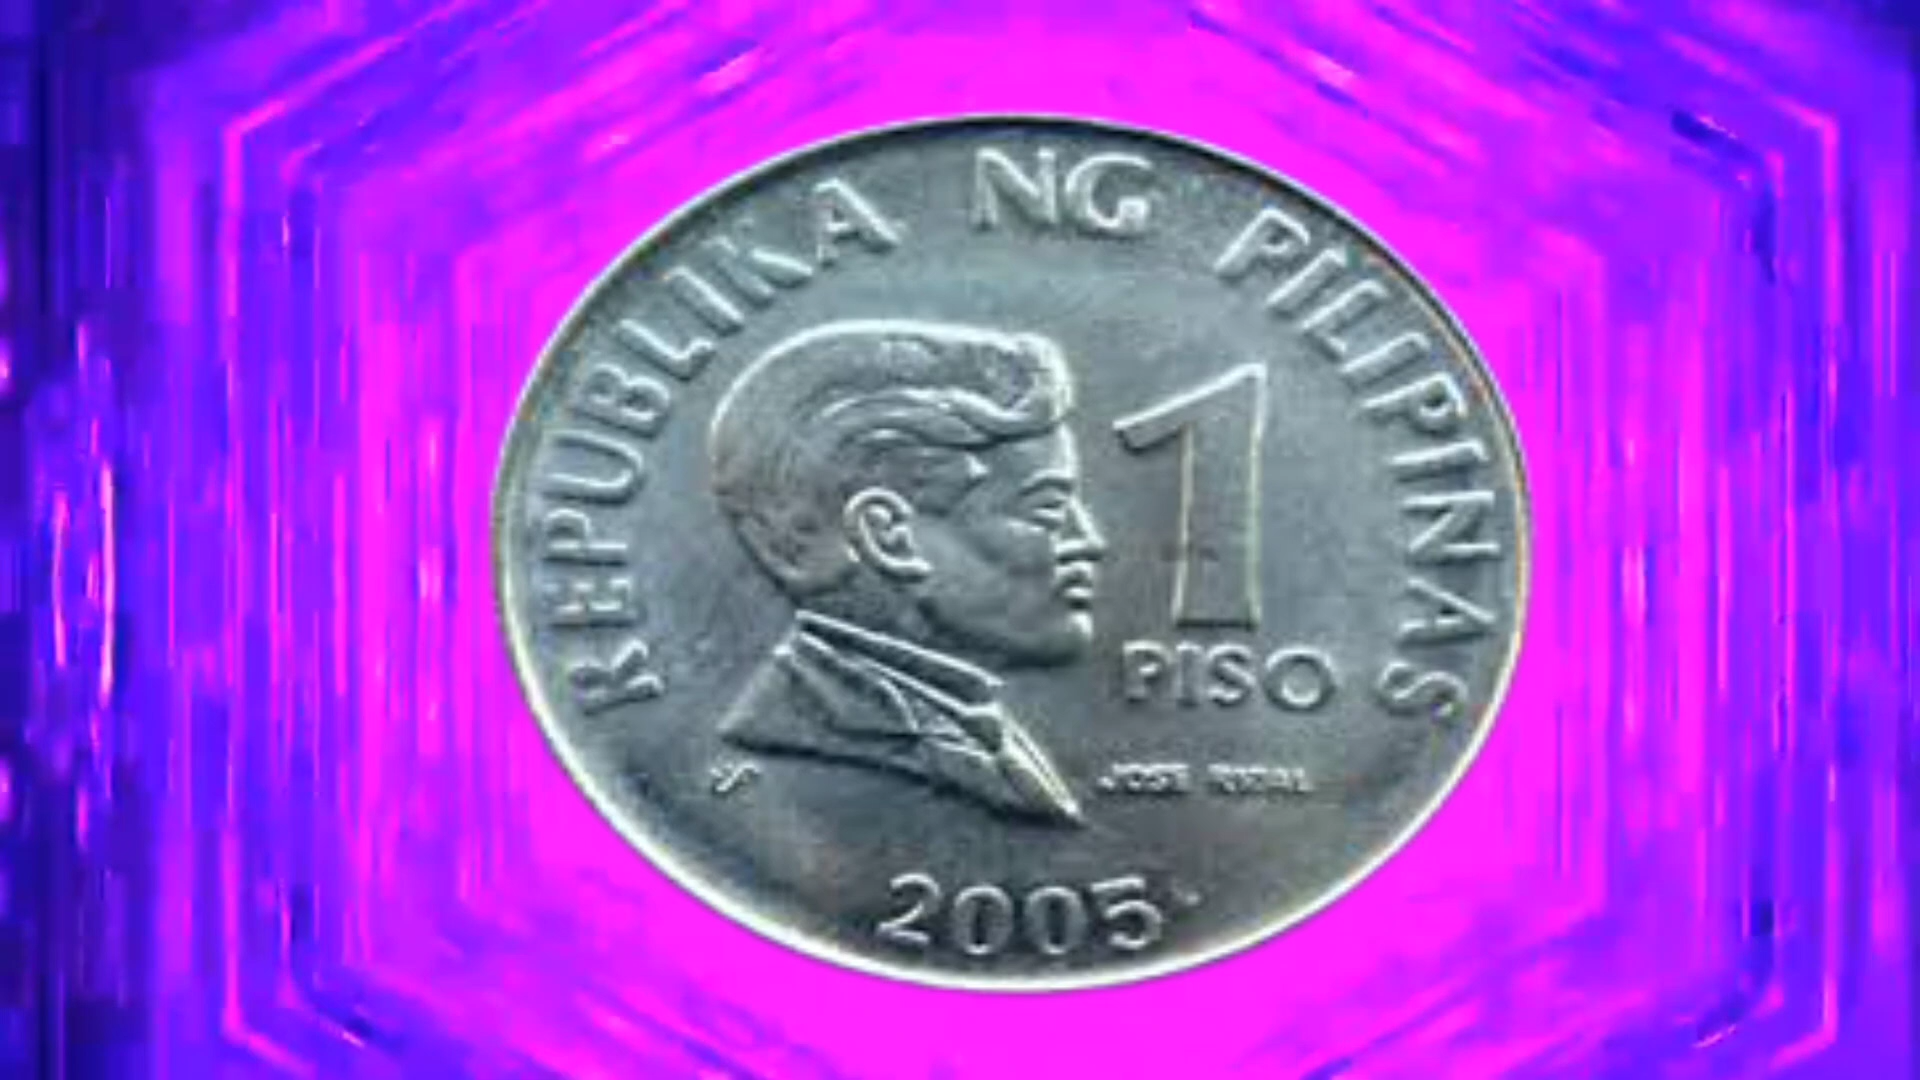 REPUBLIKA NG PILIPINAS
1
PISO
JOSE RIZAL
2005